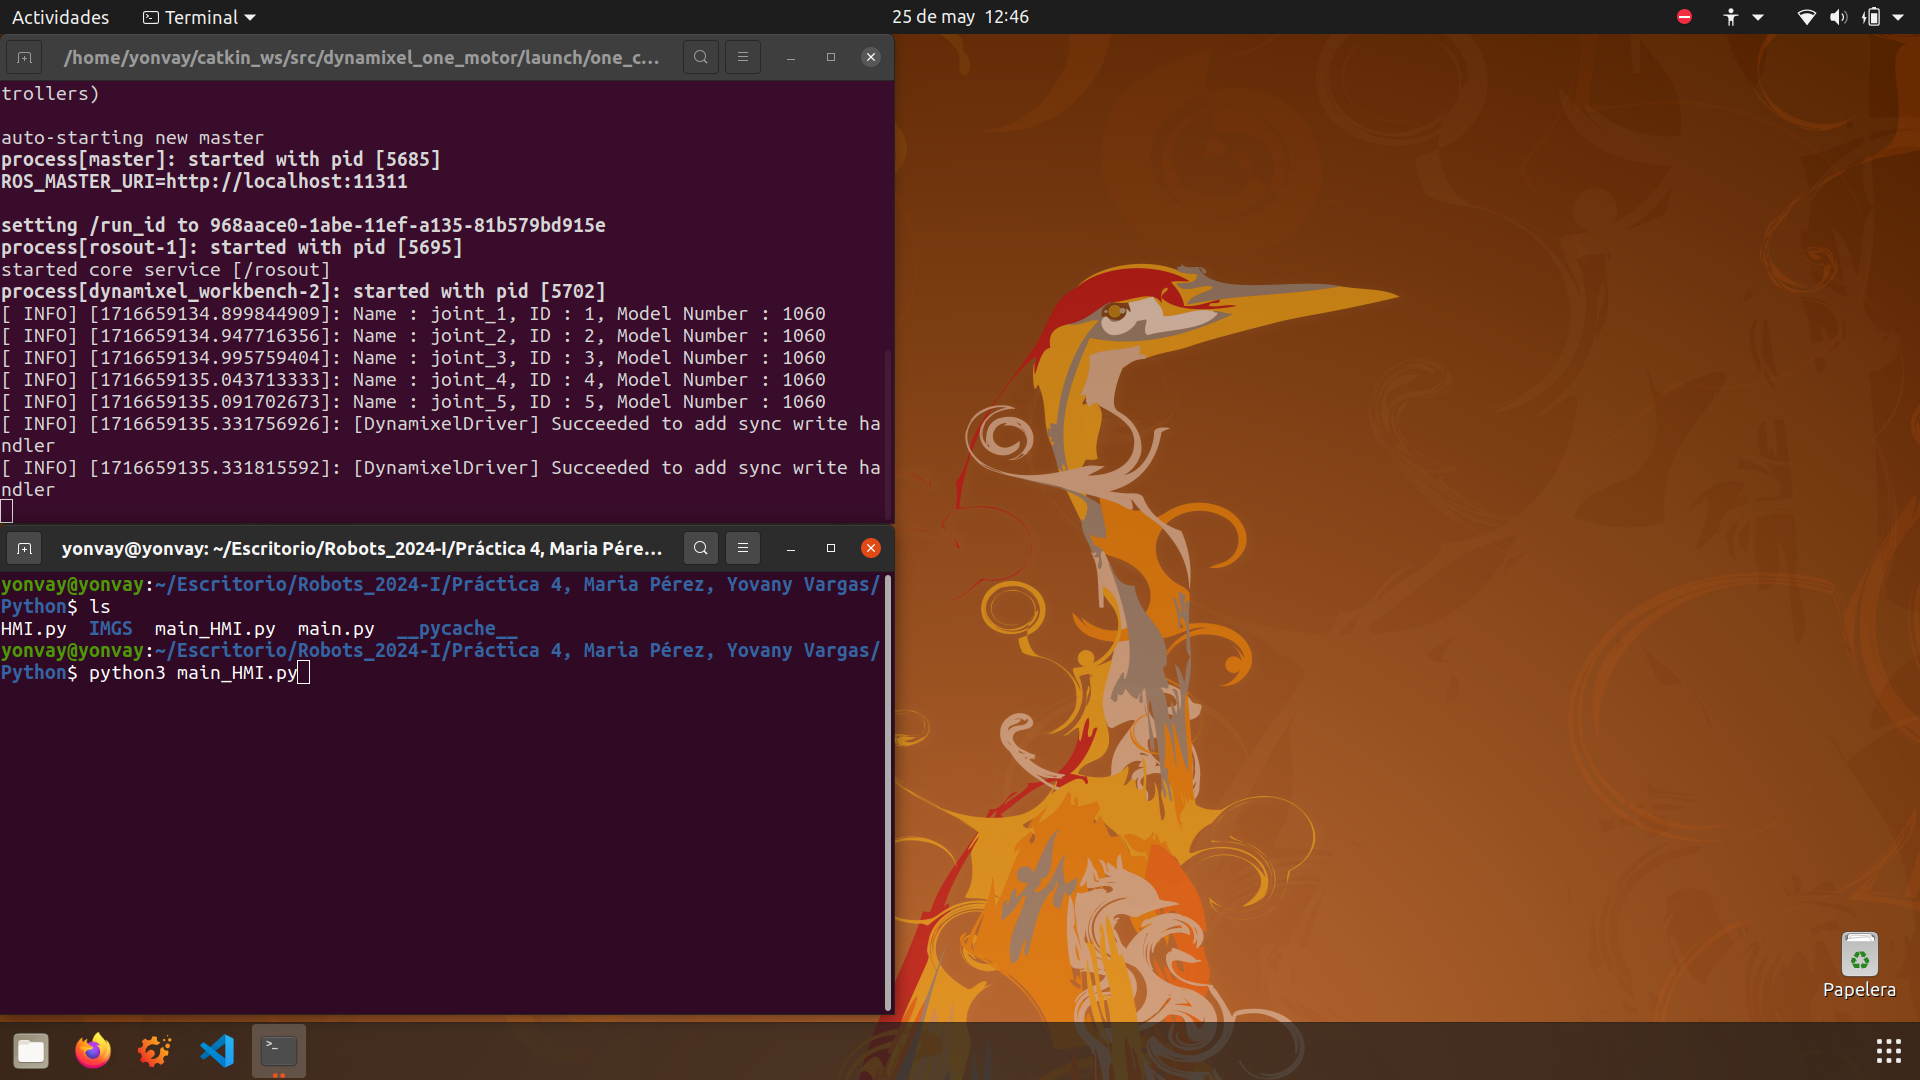 Actividades
Terminal
25 de may 12:46
/home/yonvay/catkin_ws/src/dynamixel_one_motor/launch/one_c...
trollers)
auto-starting new master
process[master]: started with pid [5685]
ROS_MASTER_URI=http://localhost:11311
setting /run_id to 968aace0-1abe-11ef-a135-81b579bd915e
process[rosout-1]: started with pid [5695]
started core service [/rosout]
process[dynamixel_workbench-2]: started with pid [5702]
[ INFO] [1716659134.899844909]: Name : joint_1, ID : 1, Model Number : 1060
[ INFO] [1716659134.947716356]: Name : joint_2, ID : 2, Model Number : 1060
[ INFO] [1716659134.995759404]: Name : joint_3, ID : 3, Model Number : 1060
[ INFO] [1716659135.043713333]: Name : joint_4, ID : 4, Model Number : 1060
[ INFO] [1716659135.091702673]: Name : joint_5, ID : 5, Model Number : 1060
[ INFO] [1716659135.331756926]: [DynamixelDriver] Succeeded to add sync write ha
ndler
[ INFO] [1716659135.331815592]: [DynamixelDriver] Succeeded to add sync write ha
ndler
yonvay@yonvay: ~/Escritorio/Robots_2024-I/Práctica 4, Maria Pére...
yonvay@yonvay:~/Escritorio/Robots_2024-I/Práctica 4, Maria Pérez, Yovany Vargas/
Python$ ls
HMI.py  IMGS  main_HMI.py  main.py  __pycache__
yonvay@yonvay:~/Escritorio/Robots_2024-I/Práctica 4, Maria Pérez, Yovany Vargas/
Python$ python3 main_HMI.py
Papelera